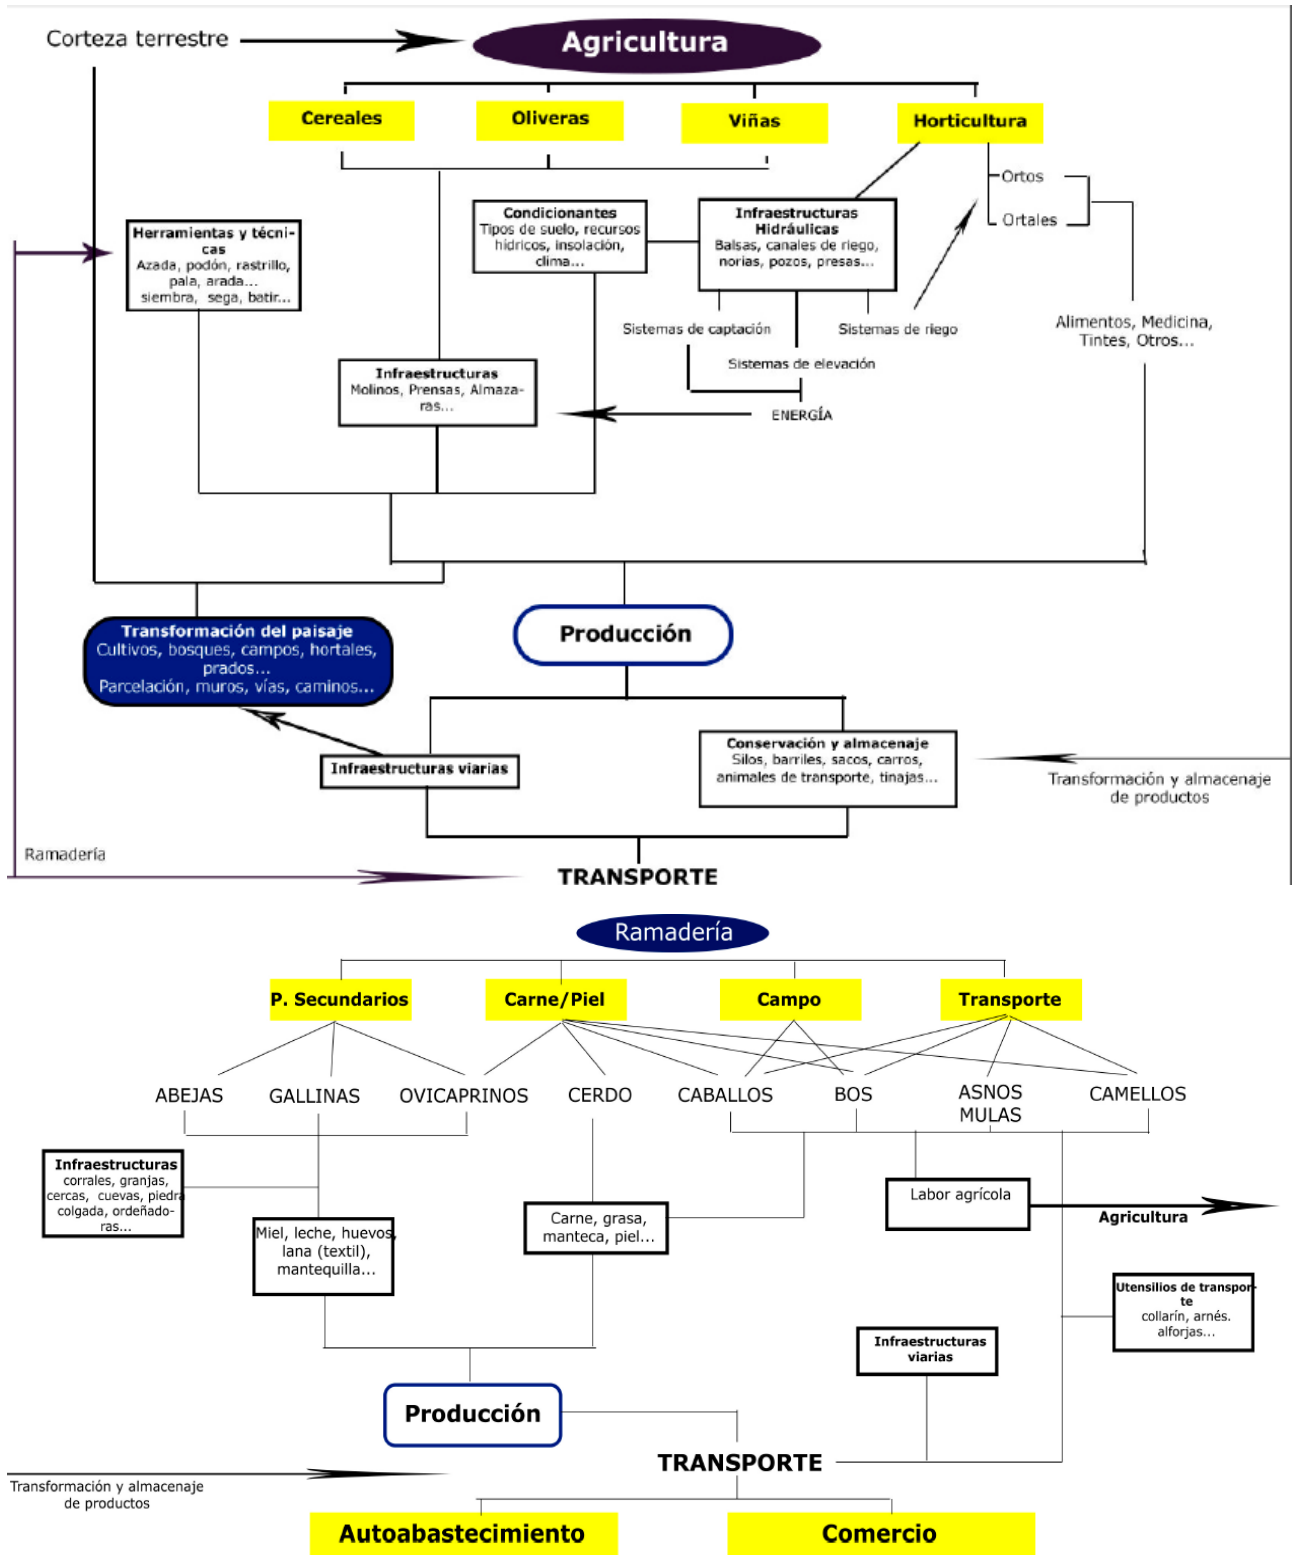 Corteza terrestre
Agricultura
Cereales
Oliveras
Viñas
Horticultura
Ortos
Ortales
Herramientas y técni-
cas
Azada, podón, rastrillo,
pala, arada...
siembra, sega, batir...
Condicionantes
Tipos de suelo, recursos
hídricos, insolación,
clima...
Infraestructuras
Hidráulicas
Balsas, canales de riego,
norias, pozos, presas...
Sistemas de captación
Sistemas de riego
Sistemas de elevación
Alimentos, Medicina,
Tintes, Otros...
Infraestructuras
Molinos, Prensas, Almaza-
ras...
ENERGÍA
Transformación del paisaje
Cultivos, bosques, campos, hortales,
prados...
Parcelación, muros, vías, caminos...
Producción
Infraestructuras viarias
Conservación y almacenaje
Silos, barriles, sacos, carros,
animales de transporte, tinajas...
Transformación y almacenaje
de productos
Ramadería
TRANSPORTE
Ramadería
P. Secundarios
Carne/Piel
Campo
Transporte
ABEJAS
GALLINAS
OVICAPRINOS
CERDO
CABALLOS
BOS
ASNOS
MULAS
CAMELLOS
Infraestructuras
corrales, granjas,
cercas, cuevas, piedra
colgada, ordeñado-
ras...
Miel, leche, huevos,
lana (textil),
mantequilla...
Carne, grasa,
manteca, piel...
Labor agrícola
Agricultura
Utensilios de transpor-
te
collarín, arnés.
alforjas...
Infraestructuras
viarias
Producción
TRANSPORTE
Transformación y almacenaje
de productos
Autoabastecimiento
Comercio